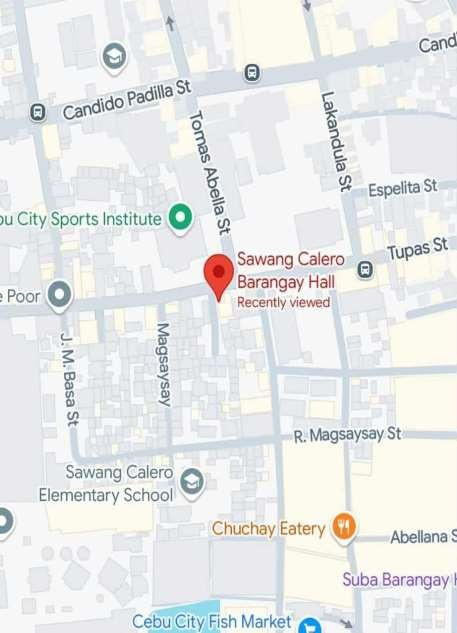 Cand
Candido Padilla St
Tomas Abella St
Lakandula St
Espelita St
bu City Sports Institute
Tupas St
Sawang Calero
Barangay Hall
Recently viewed
e Poor
J. M. Basa St
Magsaysay
R. Magsaysay St
Sawang Calero
Elementary School
Chuchay Eatery
Abellana S
Suba Barangay H
Cebu City Fish Market